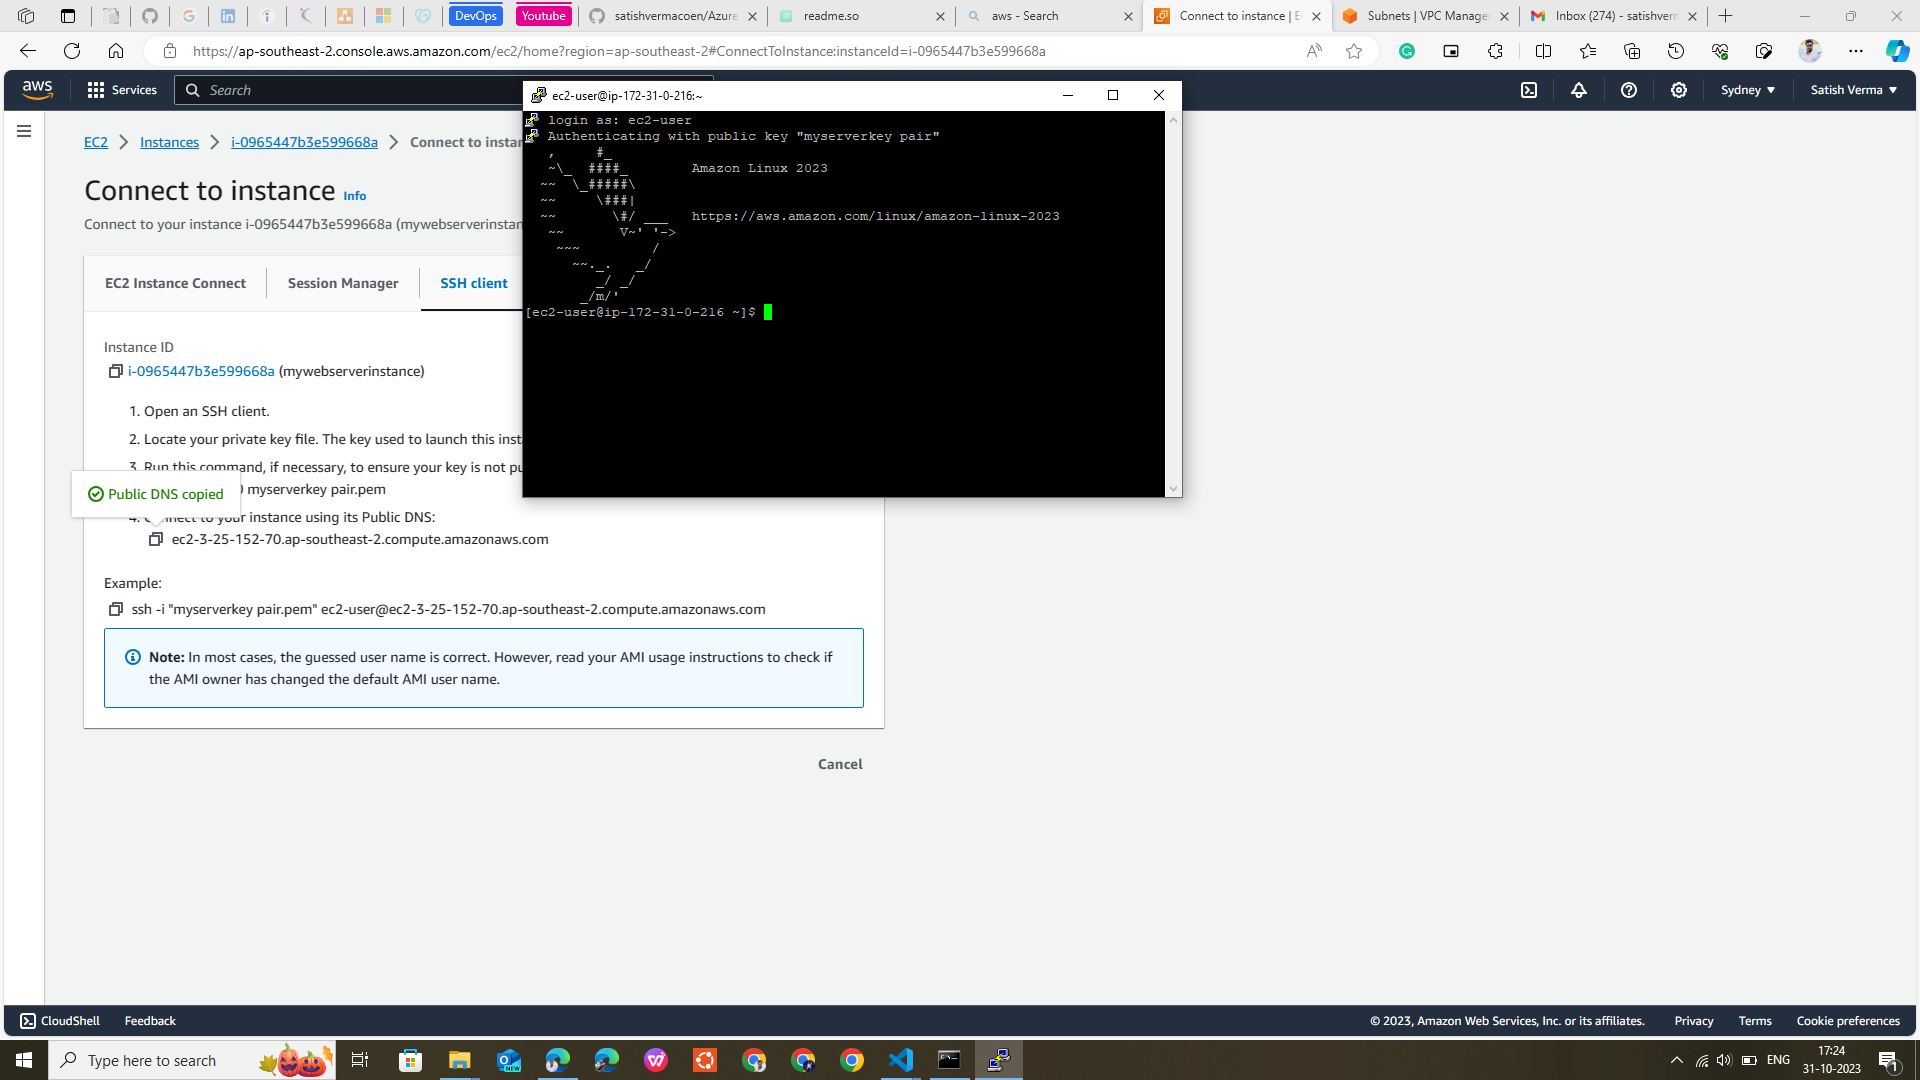 DevOps
Youtube
satishvermacoen/Azure
readme.so
aws - Search
Connect to instance | E
Subnets | VPC Manage
Inbox (274) - satishverm
https://ap-southeast-2.console.aws.amazon.com/ec2/home?region=ap-southeast-2#ConnectToInstance:instanceId=i-0965447b3e599668a
aws
Services
Search
Sydney
Satish Verma
EC2
Instances
i-0965447b3e599668a
Connect to instan
Connect to instance Info
Connect to your instance i-0965447b3e599668a (mywebserverinstan
EC2 Instance Connect
Session Manager
SSH client
Instance ID
i-0965447b3e599668a (mywebserverinstance)
1. Open an SSH client.
2. Locate your private key file. The key used to launch this inst
3. Run this command, if necessary, to ensure your key is not pu
myserverkey pair.pem
Public DNS copied
4. Connect to your instance using its Public DNS:
ec2-3-25-152-70.ap-southeast-2.compute.amazonaws.com
Example:
ssh -i "myserverkey pair.pem" ec2-user@ec2-3-25-152-70.ap-southeast-2.compute.amazonaws.com
Note: In most cases, the guessed user name is correct. However, read your AMI usage instructions to check if
the AMI owner has changed the default AMI user name.
Cancel
ec2-user@ip-172-31-0-216:~
login as: ec2-user
Authenticating with public key "myserverkey pair"
   ,     #_
   ~\_  ####_        Amazon Linux 2023
  ~~  \_#####\
  ~~     \###|
  ~~       \#/ ___   https://aws.amazon.com/linux/amazon-linux-2023
   ~~       V~' '->
    ~~~         /
      ~~._.   _/
         _/ _/
       _/m/'
[ec2-user@ip-172-31-0-216 ~]$
CloudShell
Feedback
© 2023, Amazon Web Services, Inc. or its affiliates.
Privacy
Terms
Cookie preferences
Type here to search
NEW
ENG
17:24
31-10-2023
1